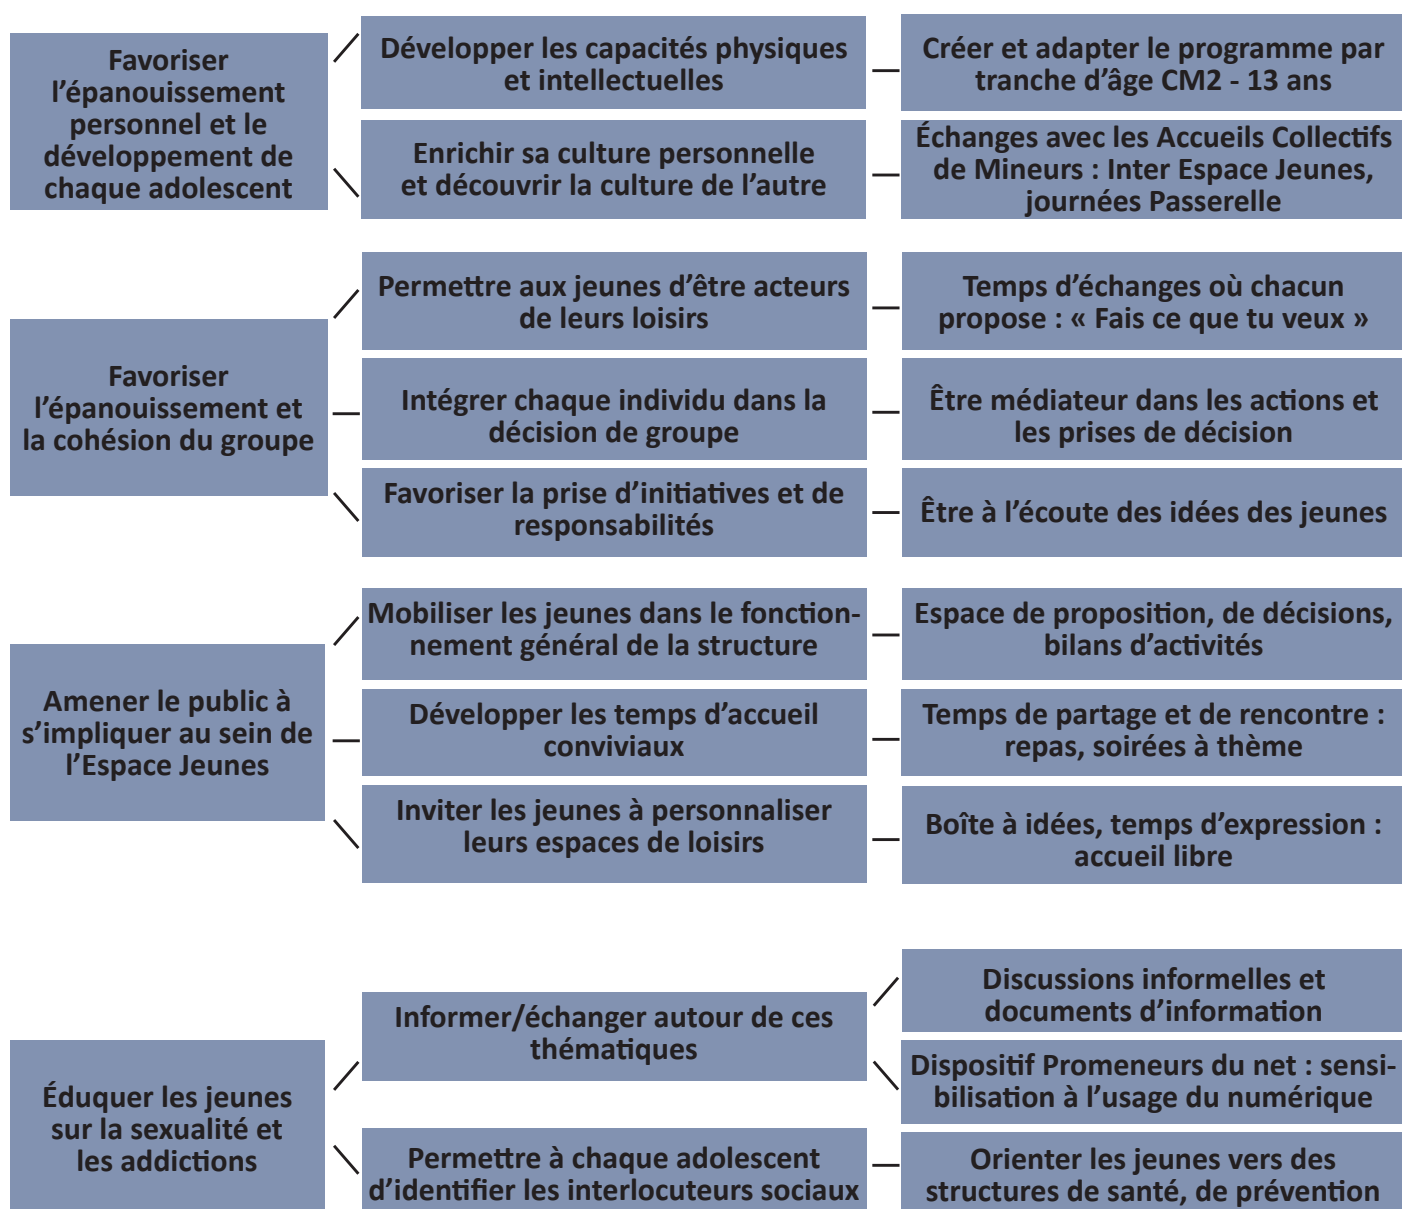 Favoriser
l’épanouissement
personnel et le
développement de
chaque adolescent
Développer les capacités physiques
et intellectuelles
Créer et adapter le programme par
tranche d’âge CM2 - 13 ans
Enrichir sa culture personnelle
et découvrir la culture de l’autre
Échanges avec les Accueils Collectifs
de Mineurs : Inter Espace Jeunes,
journées Passerelle
Favoriser
l’épanouissement et
la cohésion du groupe
Permettre aux jeunes d’être acteurs
de leurs loisirs
Temps d’échanges où chacun
propose : « Fais ce que tu veux »
Intégrer chaque individu dans la
décision de groupe
Être médiateur dans les actions et
les prises de décision
Favoriser la prise d’initiatives et de
responsabilités
Être à l’écoute des idées des jeunes
Amener le public à
s’impliquer au sein de
l’Espace Jeunes
Mobiliser les jeunes dans le fonction-
nement général de la structure
Espace de proposition, de décisions,
bilans d’activités
Développer les temps d’accueil
conviviaux
Temps de partage et de rencontre :
repas, soirées à thème
Inviter les jeunes à personnaliser
leurs espaces de loisirs
Boîte à idées, temps d’expression :
accueil libre
Éduquer les jeunes
sur la sexualité et
les addictions
Informer/échanger autour de ces
thématiques
Discussions informelles et
documents d’information
Dispositif Promeneurs du net : sensi-
bilisation à l’usage du numérique
Permettre à chaque adolescent
d’identifier les interlocuteurs sociaux
Orienter les jeunes vers des
structures de santé, de prévention